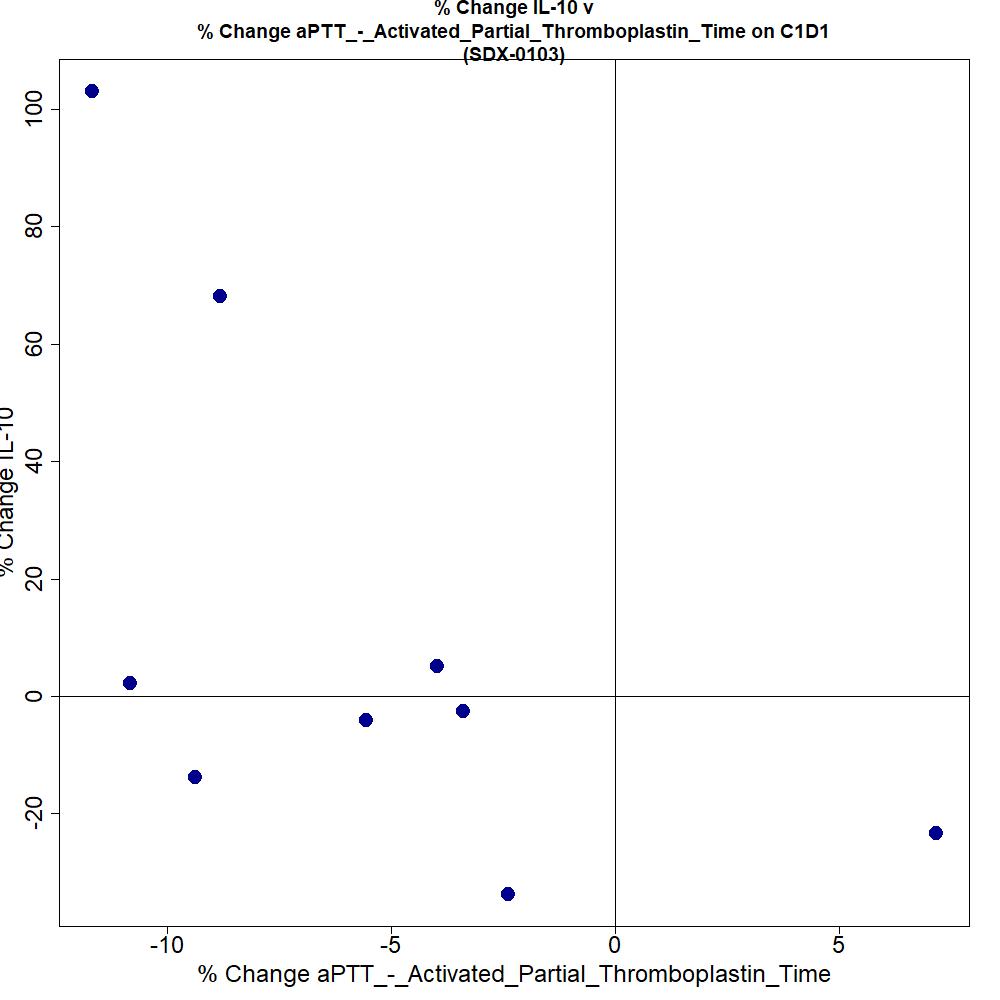 % Change IL-10 v
% Change aPTT_-_Activated_Partial_Thromboplastin_Time on C1D1
(SDX-0103)
% Change IL-10
100
80
60
40
20
0
-20
-10
-5
0
5
% Change aPTT_-_Activated_Partial_Thromboplastin_Time